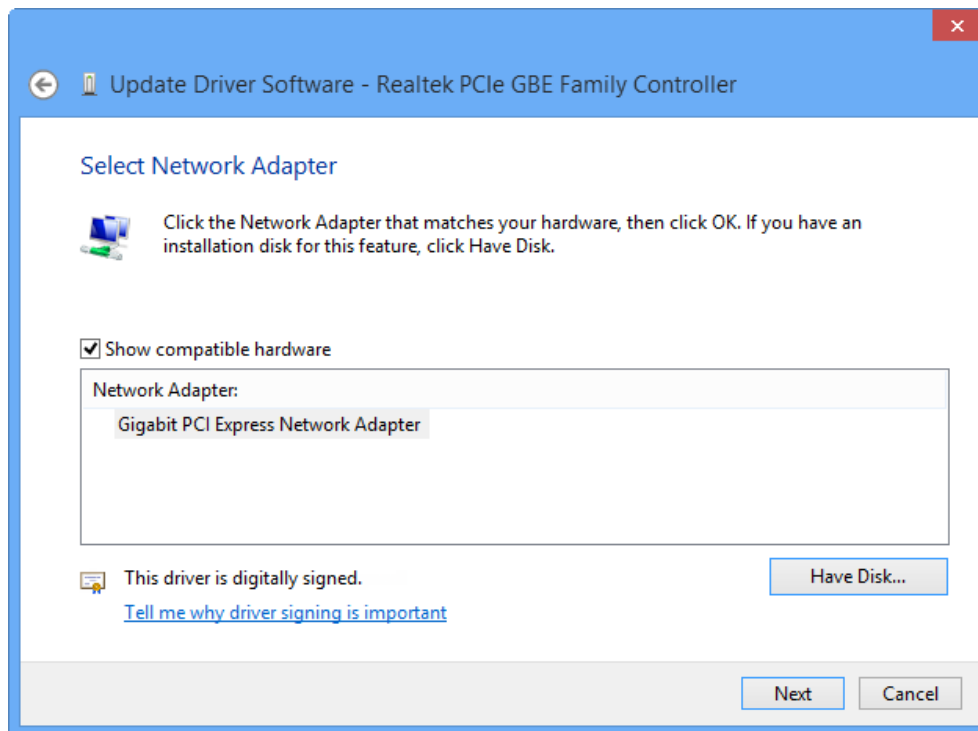 Update Driver Software - Realtek PCIe GBE Family Controller
Select Network Adapter
Click the Network Adapter that matches your hardware, then click OK. If you have an
installation disk for this feature, click Have Disk.
Show compatible hardware
Network Adapter:
Gigabit PCI Express Network Adapter
This driver is digitally signed.
Have Disk...
Tell me why driver signing is important
Next
Cancel